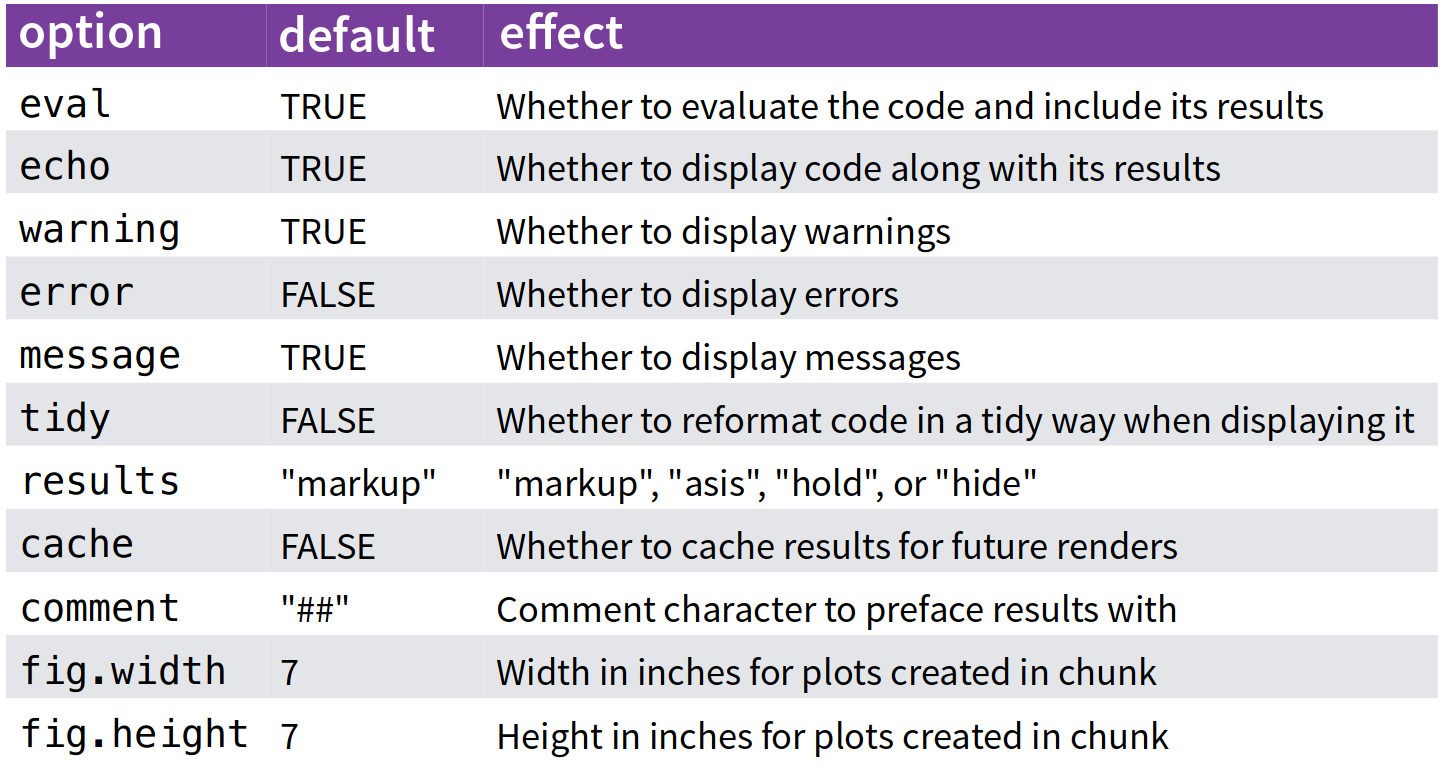 option default effect
eval TRUE Whether to evaluate the code and include its results
echo TRUE Whether to display code along with its results
warning TRUE Whether to display warnings
error FALSE Whether to display errors
message TRUE Whether to display messages
tidy FALSE Whether to reformat code in a tidy way when displaying it
results "markup" "markup", "asis", "hold", or "hide"
cache FALSE Whether to cache results for future renders
comment "##" Comment character to preface results with
fig.width 7 Width in inches for plots created in chunk
fig.height 7 Height in inches for plots created in chunk